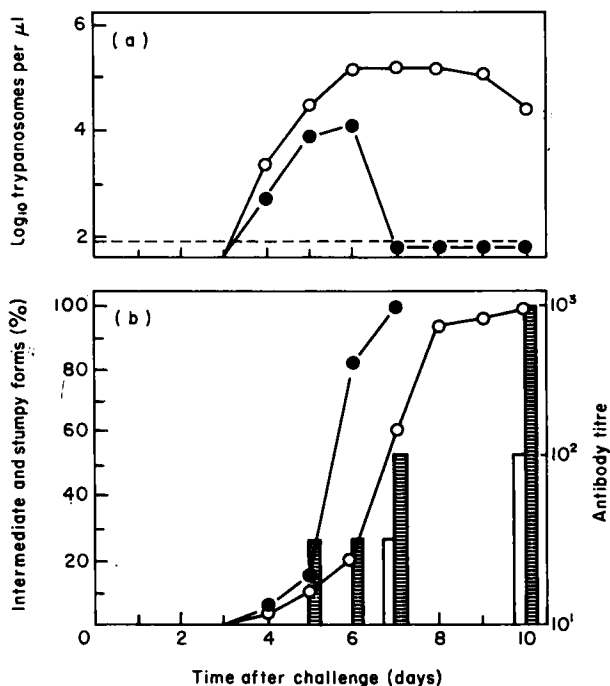 6
4
2
Log10 trypanosomes per μl
(a)
100
80
60
40
20
Intermediate and stumpy forms (%)
(b)
10³
10²
10¹
Antibody titre
0 2 4 6 8 10
Time after challenge (days)